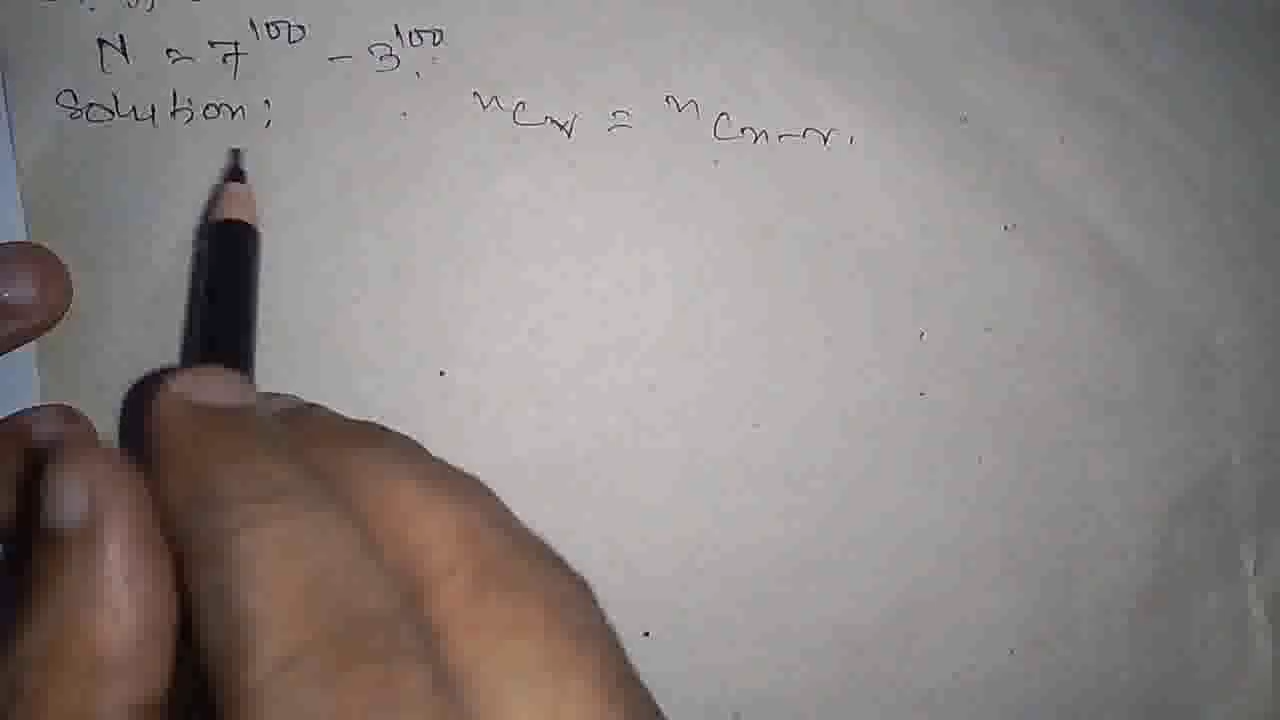 N = 7^100 - 3^100
Solution;
ⁿCᵣ = ⁿCₙ₋ᵣ.